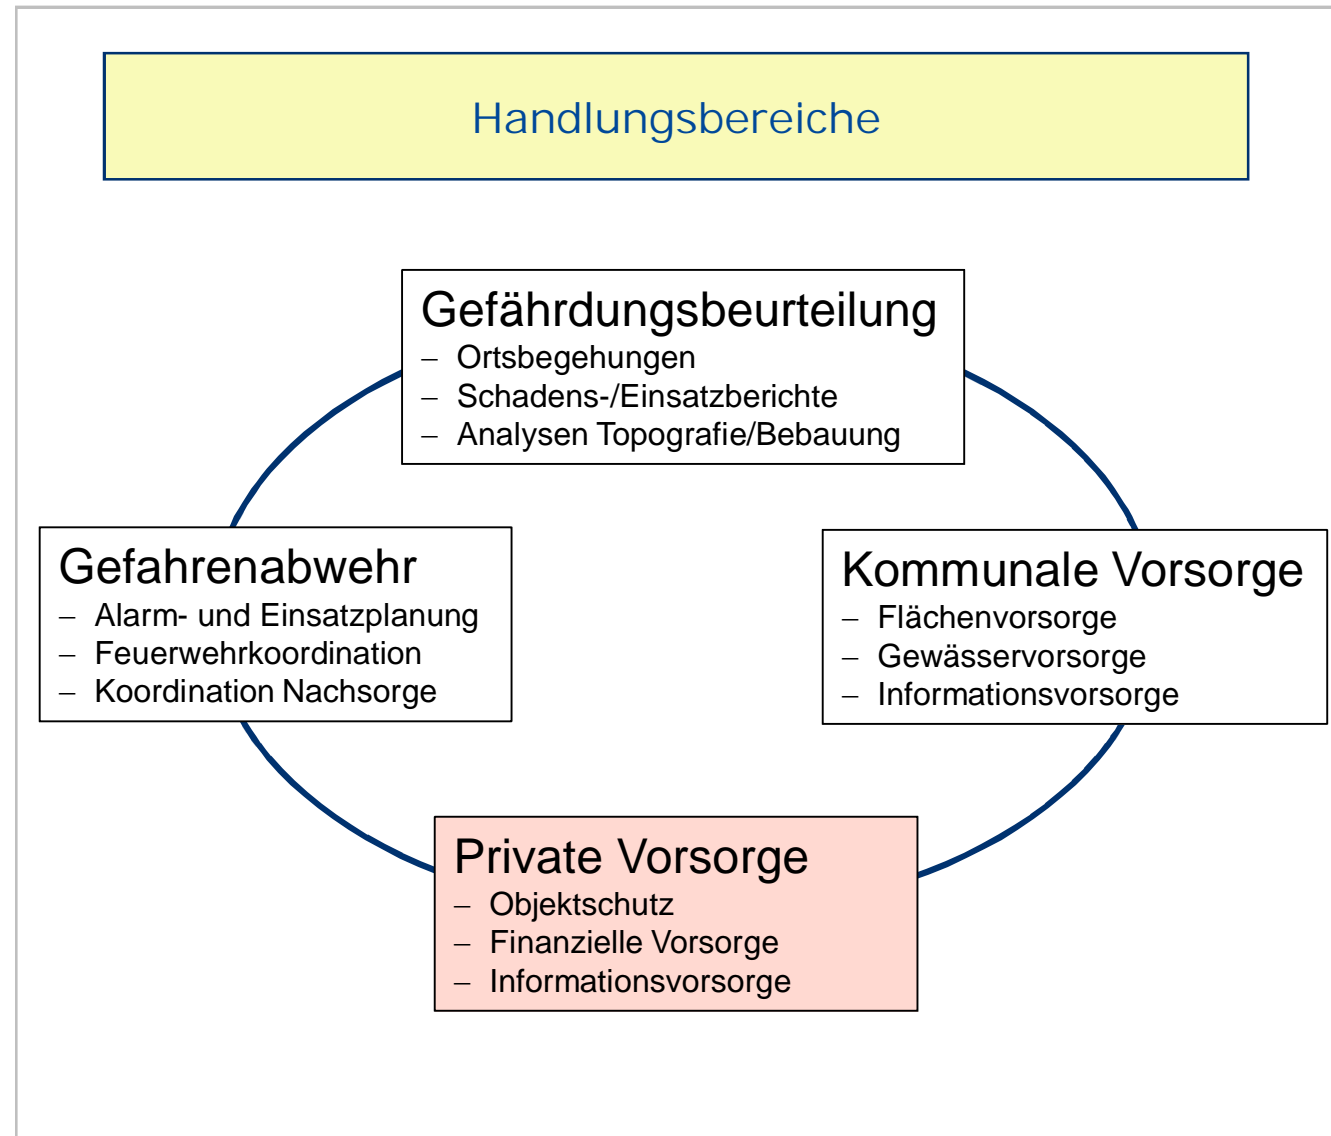 Handlungsbereiche
Gefährdungsbeurteilung
– Ortsbegehungen
– Schadens-/Einsatzberichte
– Analysen Topografie/Bebauung
Gefahrenabwehr
– Alarm- und Einsatzplanung
– Feuerwehrkoordination
– Koordination Nachsorge
Kommunale Vorsorge
– Flächenvorsorge
– Gewässervorsorge
– Informationsvorsorge
Private Vorsorge
– Objektschutz
– Finanzielle Vorsorge
– Informationsvorsorge